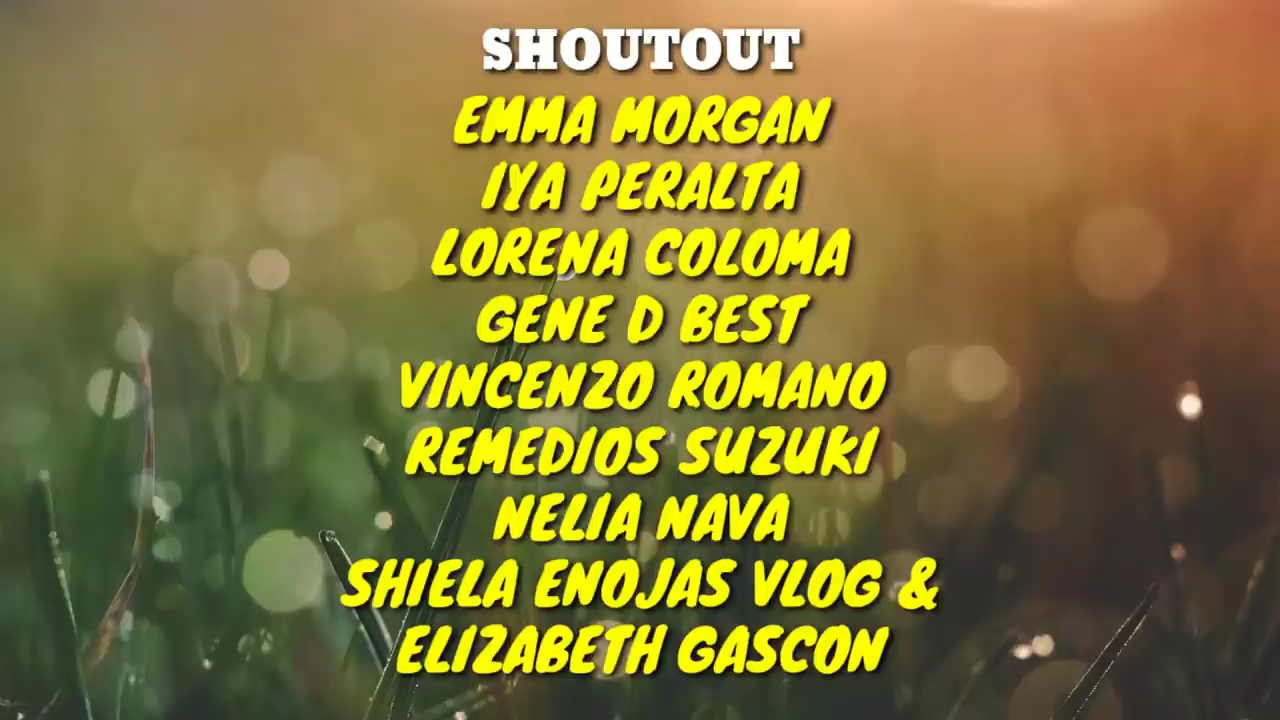 SHOUTOUT
EMMA MORGAN
IYA PERALTA
LORENA COLOMA
GENE D BEST
VINCENZO ROMANO
REMEDIOS SUZUKI
NELIA NAVA
SHIELA ENOJAS VLOG &
ELIZABETH GASCON